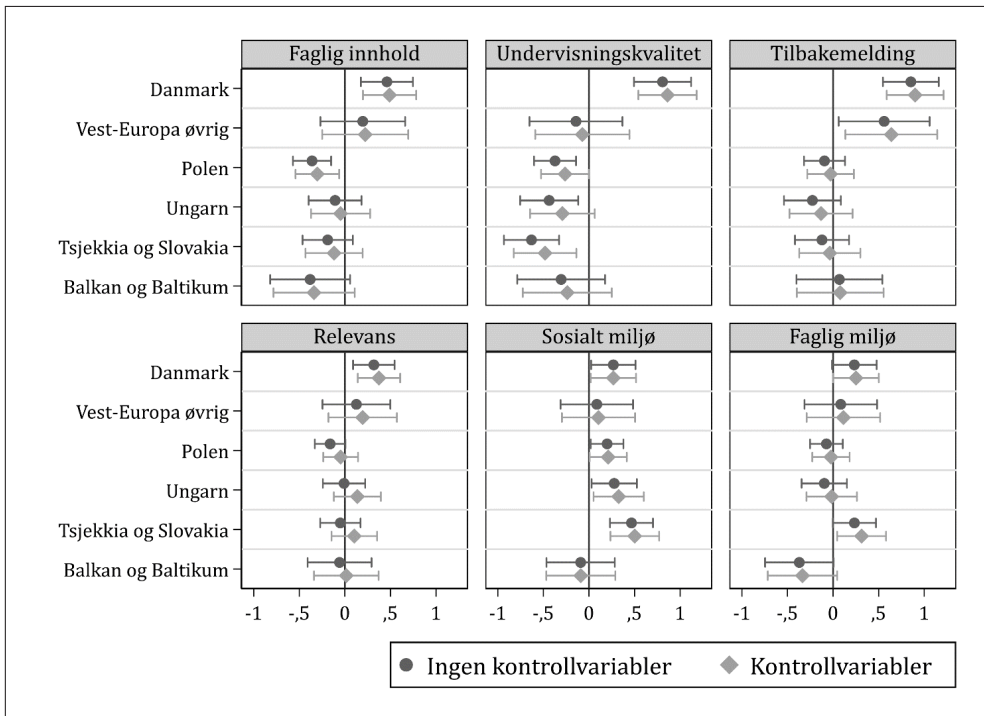 Faglig innhold Undervisningskvalitet Tilbakemelding
Danmark
Vest-Europa øvrig
Polen
Ungarn
Tsjekkia og Slovakia
Balkan og Baltikum
Relevans Sosialt miljø Faglig miljø
Danmark
Vest-Europa øvrig
Polen
Ungarn
Tsjekkia og Slovakia
Balkan og Baltikum
-1 -,5 0 ,5 1 -1 -,5 0 ,5 1 -1 -,5 0 ,5 1
Ingen kontrollvariabler Kontrollvariabler